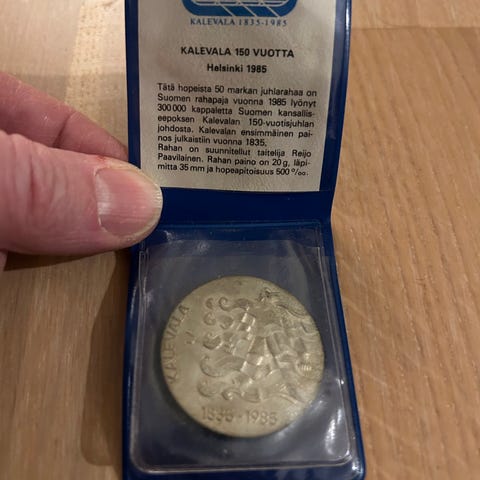 KALEVALA 1835-1985
KALEVALA 150 VUOTTA
Helsinki 1985
Tätä hopeista 50 markan juhlarahaa on
Suomen rahapaja vuonna 1985 lyönyt
300 000 kappaletta Suomen kansallis-
eepoksen Kalevalan 150-vuotisjuhlan
johdosta. Kalevalan ensimmäinen pai-
nos julkaistiin vuonna 1835.
Rahan on suunnitellut taiteilija Reijo
Paavilainen. Rahan paino on 20 g, läpi-
mitta 35 mm ja hopeapitoisuus 500 ⁰/₀₀.
KALEVALA
1835-1985